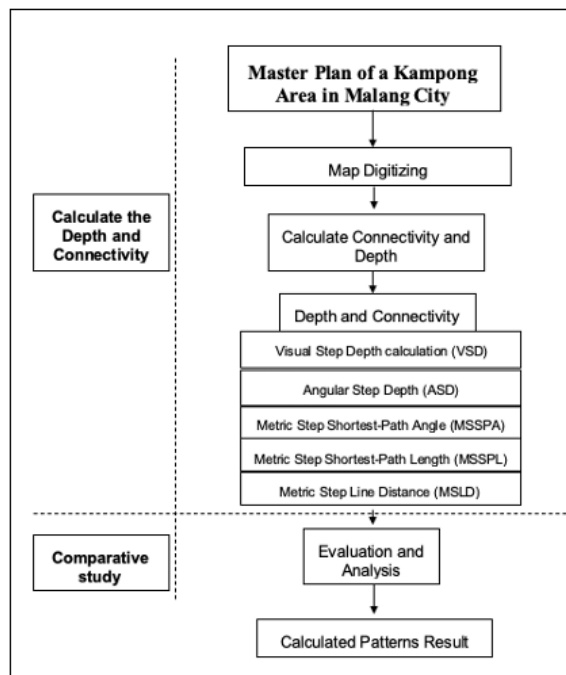 Master Plan of a Kampong
Area in Malang City
Map Digitizing
Calculate the
Depth and
Connectivity
Calculate Connectivity and
Depth
Depth and Connectivity
Visual Step Depth calculation (VSD)
Angular Step Depth (ASD)
Metric Step Shortest-Path Angle (MSSPA)
Metric Step Shortest-Path Length (MSSPL)
Metric Step Line Distance (MSLD)
Comparative
study
Evaluation and
Analysis
Calculated Patterns Result